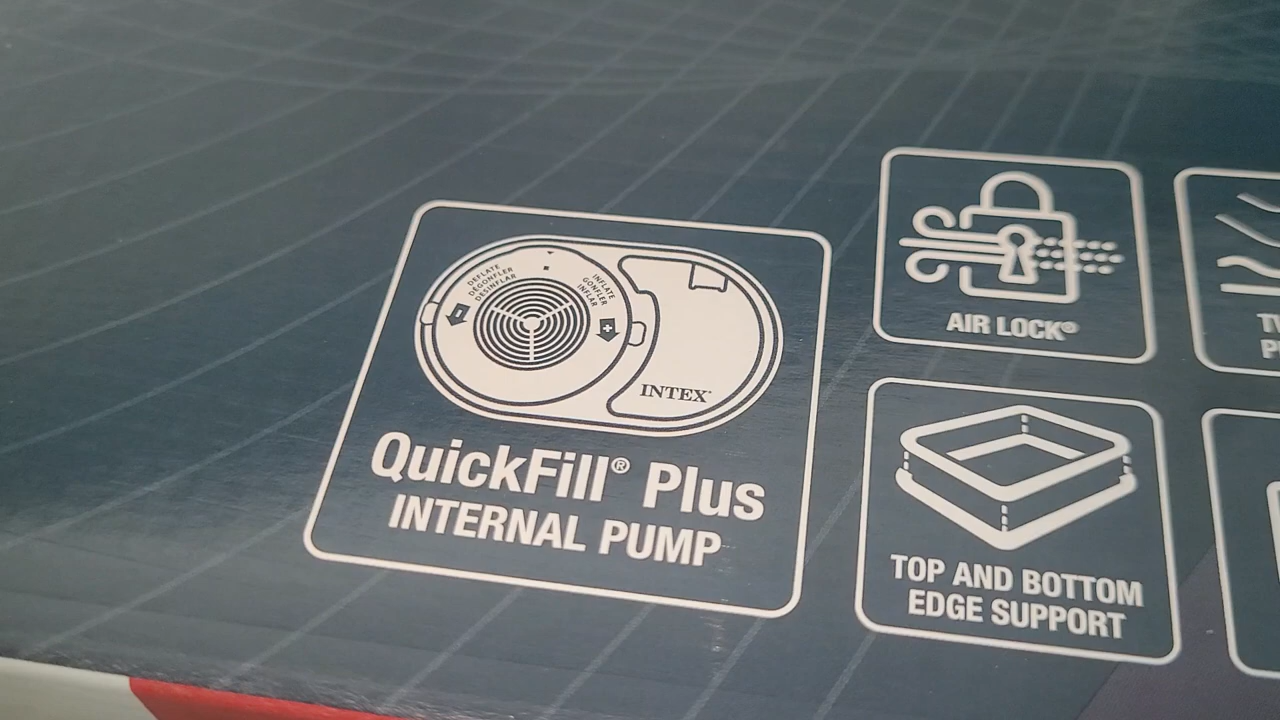 DEFLATE
DÉGONFLER
DESINFLAR
INFLATE
GONFLER
INFLAR
INTEX
QuickFill® Plus
INTERNAL PUMP
AIR LOCK®
TOP AND BOTTOM
EDGE SUPPORT